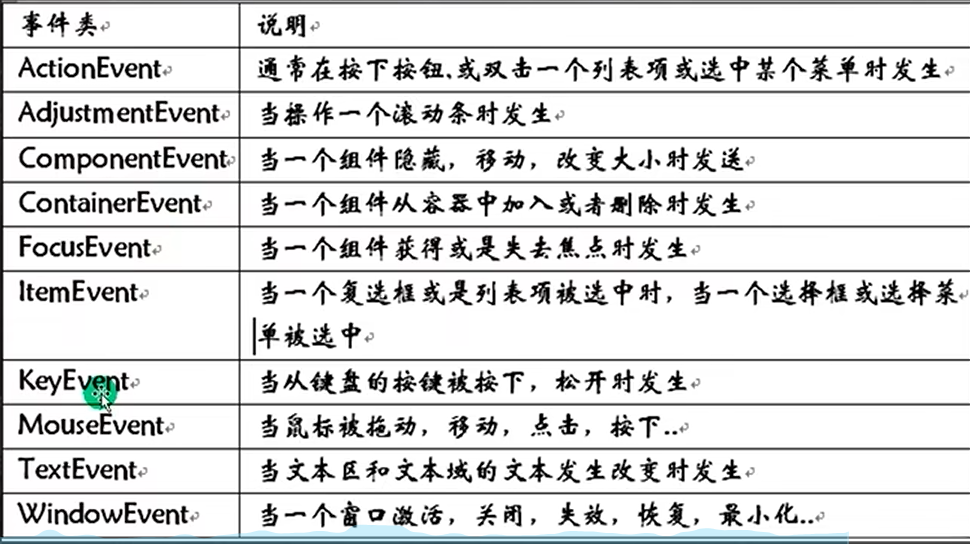 事件类 说明
ActionEvent 通常在按下按钮,或双击一个列表项或选中某个菜单时发生
AdjustmentEvent 当操作一个滚动条时发生
ComponentEvent 当一个组件隐藏，移动，改变大小时发送
ContainerEvent 当一个组件从容器中加入或者删除时发生
FocusEvent 当一个组件获得或是失去焦点时发生
ItemEvent 当一个复选框或是列表项被选中时，当一个选择框或选择菜
单被选中
KeyEvent 当从键盘的按键被按下，松开时发生
MouseEvent 当鼠标被拖动，移动，点击，按下..
TextEvent 当文本区和文本域的文本发生改变时发生
WindowEvent 当一个窗口激活，关闭，失效，恢复，最小化..